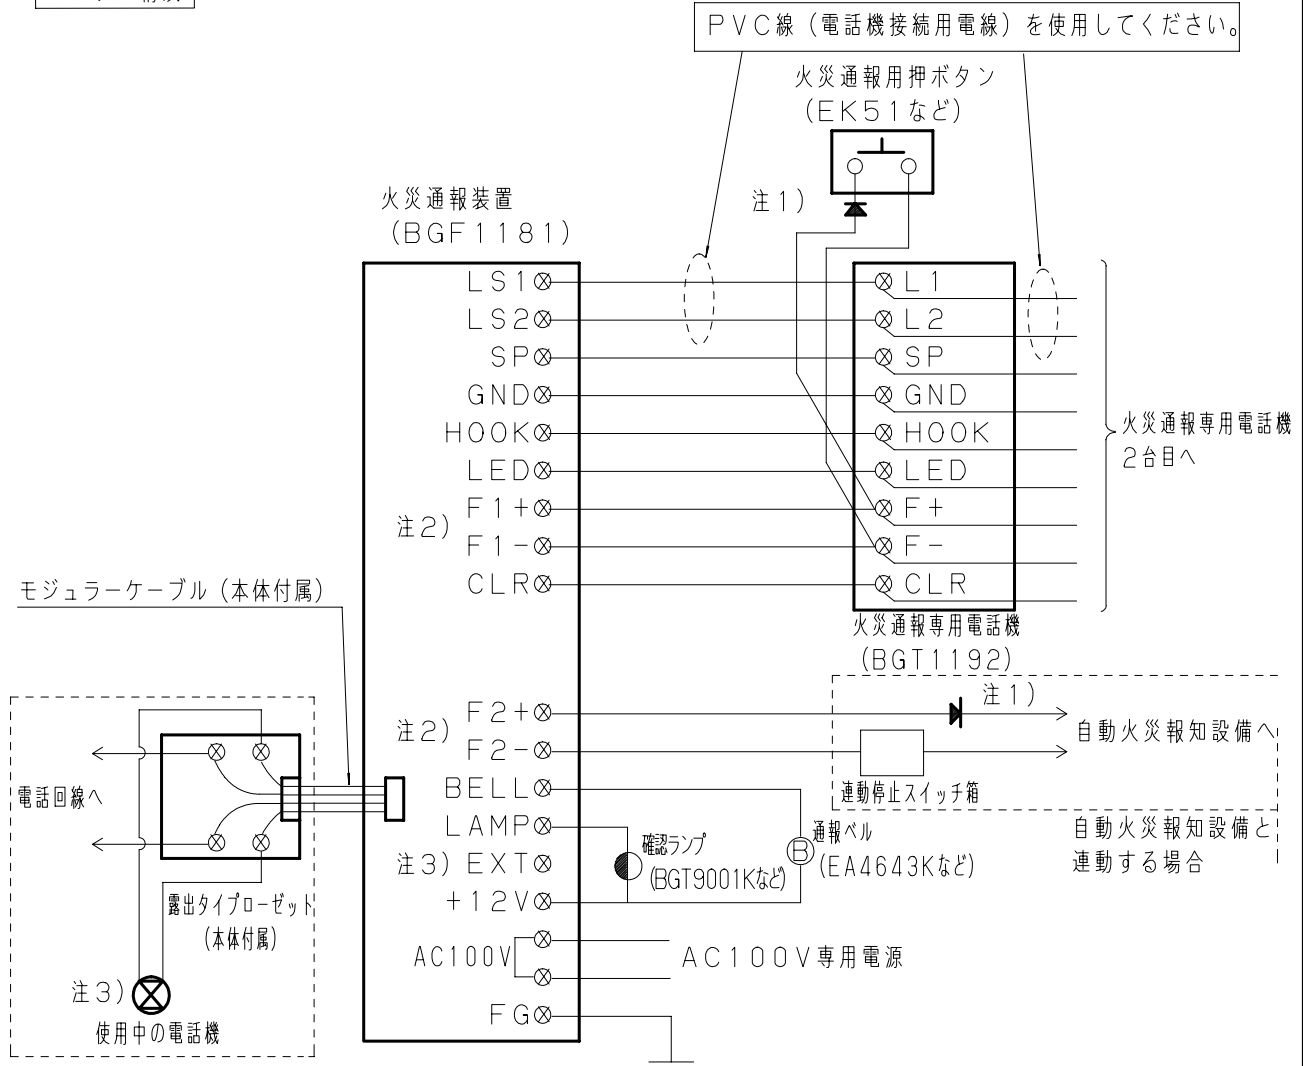 PVC線（電話機接続用電線）を使用してください。
火災通報用押ボタン
（EK51など）
注1）
火災通報装置
（BGF1181）
LS1
LS2
SP
GND
HOOK
LED
注2）
F1+
F1-
CLR
L1
L2
SP
GND
HOOK
LED
F+
F-
CLR
火災通報専用電話機
2台目へ
火災通報専用電話機
（BGT1192）
モジュラーケーブル（本体付属）
注2）
F2+
F2-
BELL
LAMP
注3）EXT
+12V
AC100V
FG
注1）
自動火災報知設備へ
連動停止スイッチ箱
自動火災報知設備と
連動する場合
確認ランプ
（BGT9001Kなど）
B
通報ベル
（EA4643Kなど）
AC100V専用電源
電話回線へ
露出タイプローゼット
（本体付属）
注3）
使用中の電話機